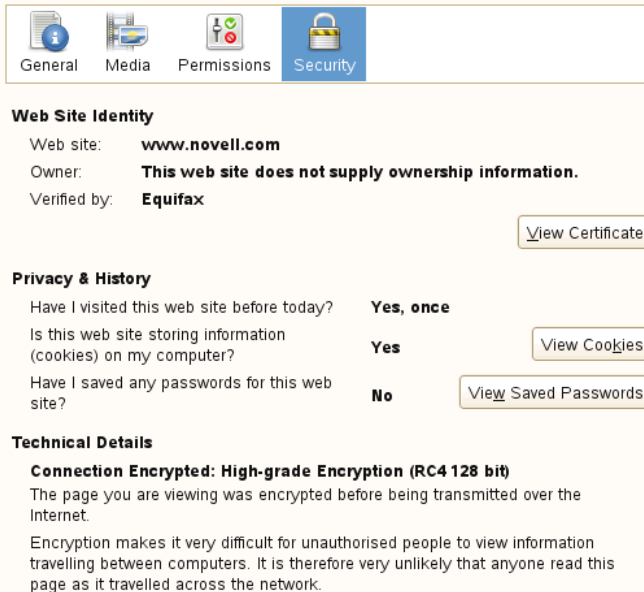 General Media Permissions Security
Web Site Identity
Web site: www.novell.com
Owner: This web site does not supply ownership information.
Verified by: Equifax
View Certificate
Privacy & History
Have I visited this web site before today? Yes, once
Is this web site storing information
(cookies) on my computer? Yes View Cookies
Have I saved any passwords for this web
site? No View Saved Passwords
Technical Details
Connection Encrypted: High-grade Encryption (RC4 128 bit)
The page you are viewing was encrypted before being transmitted over the
Internet.
Encryption makes it very difficult for unauthorised people to view information
travelling between computers. It is therefore very unlikely that anyone read this
page as it travelled across the network.